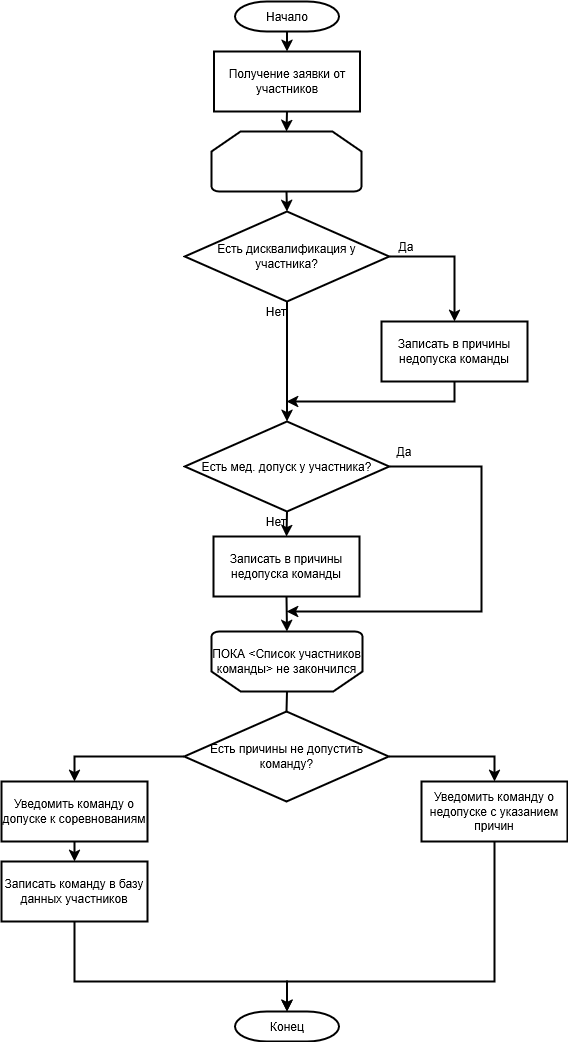 Начало
Получение заявки от
участников
Есть дисквалификация у
участника?
Да
Нет
Записать в причины
недопуска команды
Есть мед. допуск у участника?
Да
Нет
Записать в причины
недопуска команды
ПОКА <Список участников
команды> не закончился
Есть причины не допустить
команду?
Уведомить команду о
допуске к соревнованиям
Уведомить команду о
недопуске с указанием
причин
Записать команду в базу
данных участников
Конец